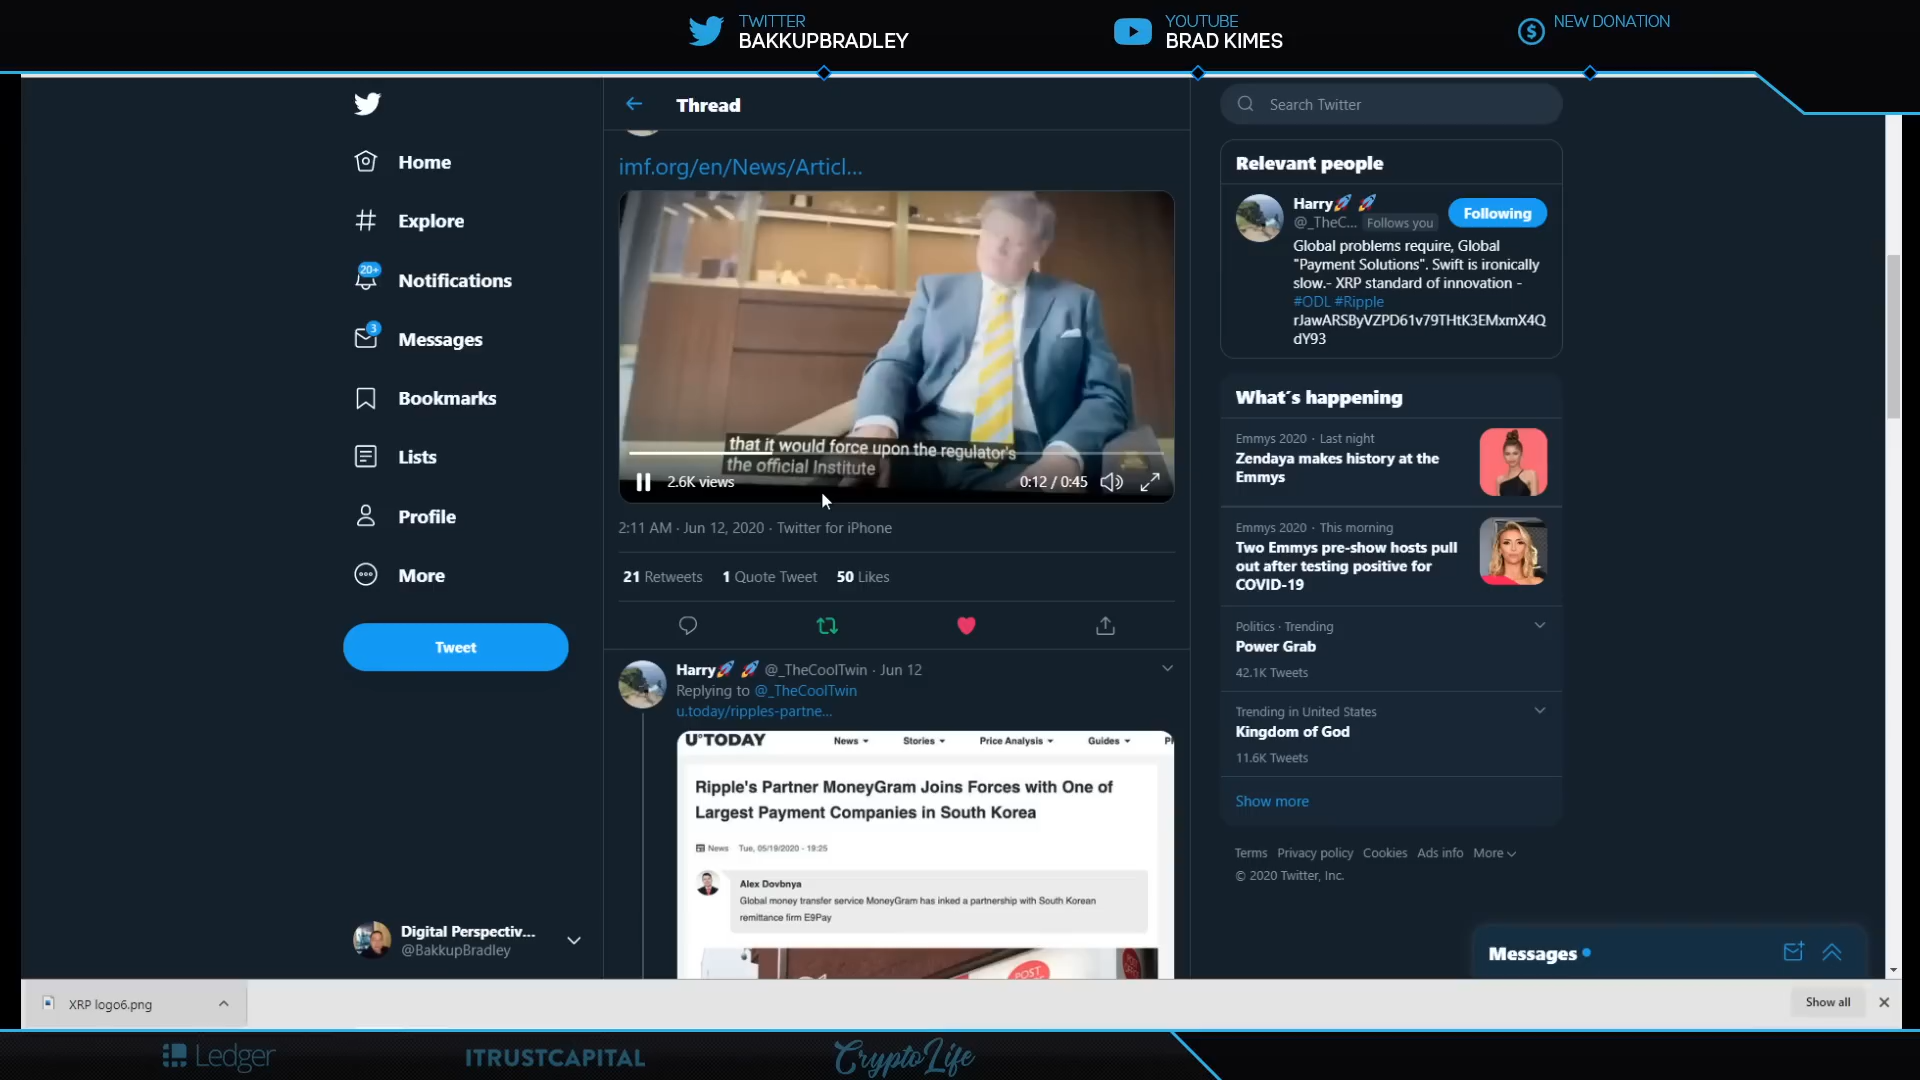 TWITTER
BAKKUPBRADLEY
YOUTUBE
BRAD KIMES
NEW DONATION
Home
Explore
20+
Notifications
3
Messages
Bookmarks
Lists
Profile
More
Tweet
Digital Perspectiv...
@BakkupBradley
Thread
imf.org/en/News/Articl...
that it would force upon the regulator's
the official Institute
2.6K views
0:12 / 0:45
2:11 AM · Jun 12, 2020 · Twitter for iPhone
21 Retweets 1 Quote Tweet 50 Likes
Harry @_TheCoolTwin · Jun 12
Replying to @_TheCoolTwin
u.today/ripples-partne...
U°TODAY
News Stories Price Analysis Guides
Ripple's Partner MoneyGram Joins Forces with One of
Largest Payment Companies in South Korea
News Tue, 05/19/2020 - 19:25
Alex Dovbnya
Global money transfer service MoneyGram has inked a partnership with South Korean
remittance firm E9Pay
POST
Search Twitter
Relevant people
Harry
@_TheC... Follows you
Following
Global problems require, Global
"Payment Solutions". Swift is ironically
slow.- XRP standard of innovation -
#ODL #Ripple
rJawARSByVZPD61v79THtK3EMxmX4Q
dY93
What´s happening
Emmys 2020 · Last night
Zendaya makes history at the
Emmys
Emmys 2020 · This morning
Two Emmys pre-show hosts pull
out after testing positive for
COVID-19
Politics · Trending
Power Grab
42.1K Tweets
Trending in United States
Kingdom of God
11.6K Tweets
Show more
Terms Privacy policy Cookies Ads info More
© 2020 Twitter, Inc.
Messages
XRP logo6.png
Show all
Ledger
ITRUSTCAPITAL
CryptoLife